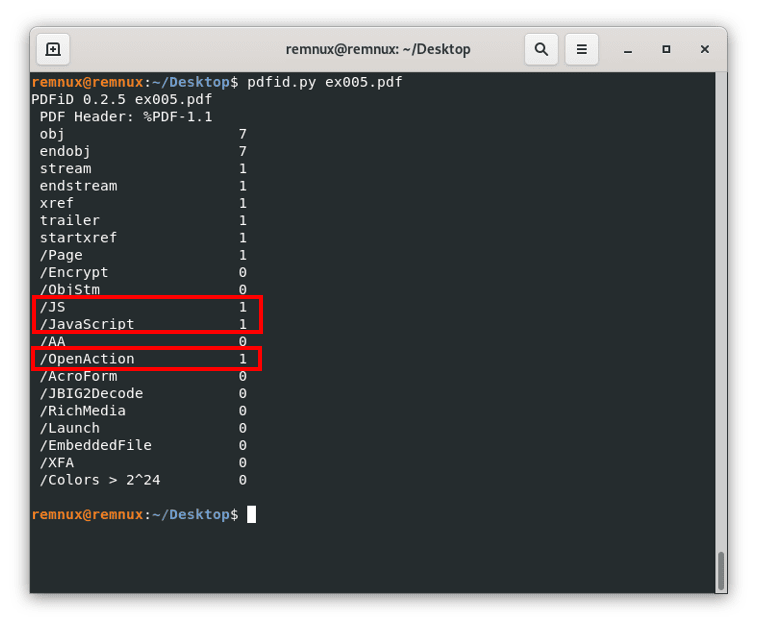 remnux@remnux: ~/Desktop
remnux@remnux:~/Desktop$ pdfid.py ex005.pdf
PDFiD 0.2.5 ex005.pdf
PDF Header: %PDF-1.1
obj 7
endobj 7
stream 1
endstream 1
xref 1
trailer 1
startxref 1
/Page 1
/Encrypt 0
/ObjStm 0
/JS 1
/JavaScript 1
/AA 0
/OpenAction 1
/AcroForm 0
/JBIG2Decode 0
/RichMedia 0
/Launch 0
/EmbeddedFile 0
/XFA 0
/Colors > 2^24 0
remnux@remnux:~/Desktop$